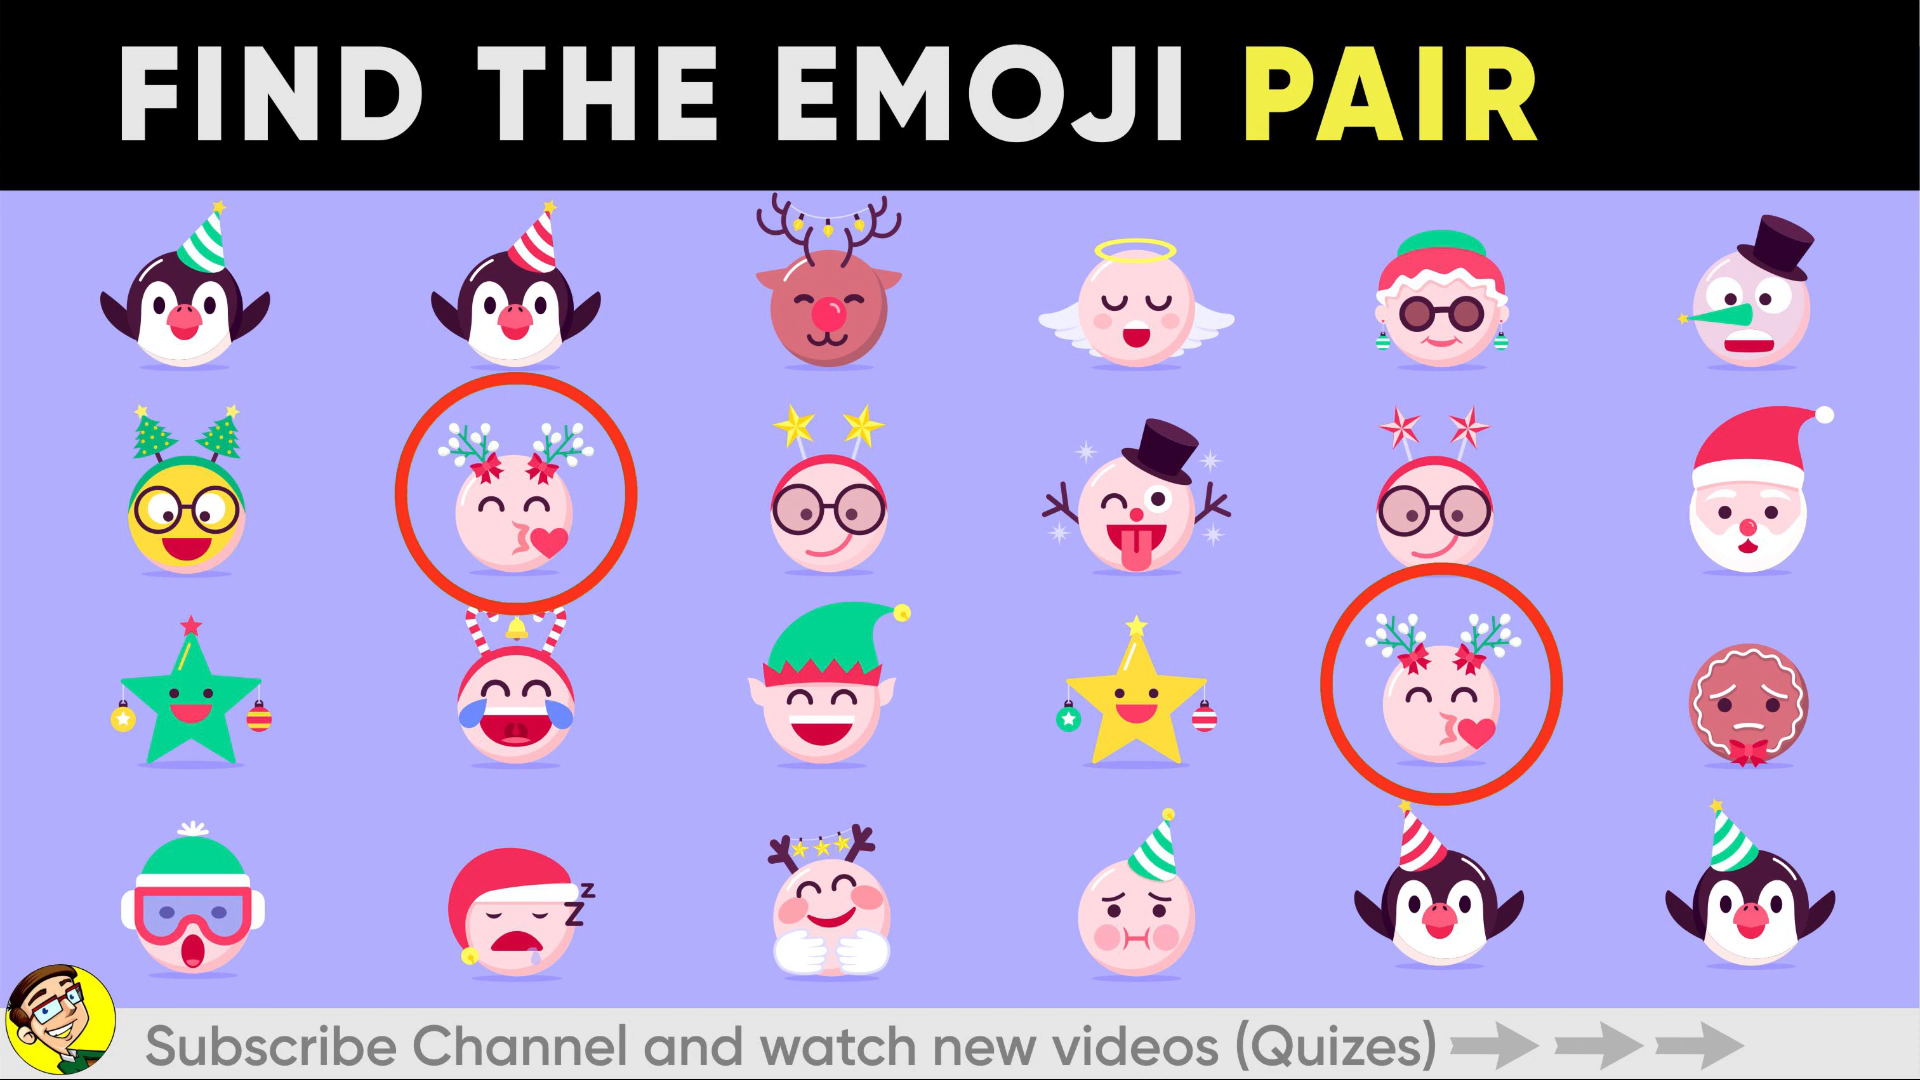 FIND THE EMOJI PAIR
z
Z
Subscribe Channel and watch new videos (Quizes)